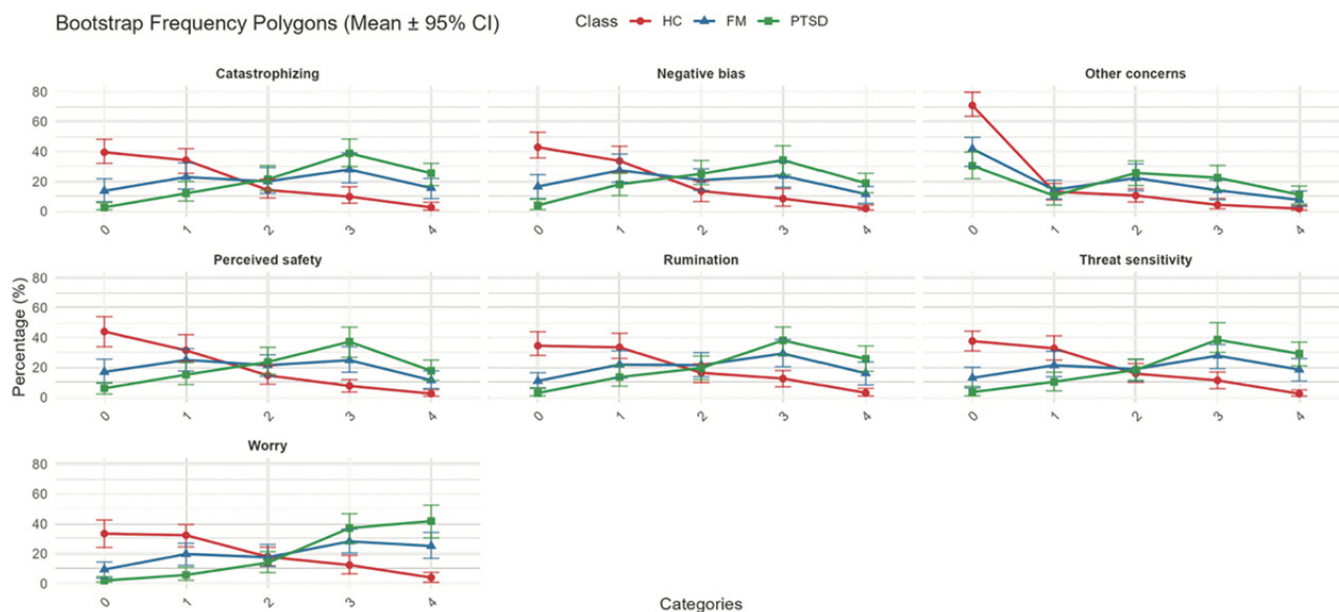 Bootstrap Frequency Polygons (Mean ± 95% CI) Class HC FM PTSD
Catastrophizing Negative bias Other concerns
80
60
40
20
0
0 1 2 3 4 0 1 2 3 4 0 1 2 3 4
Perceived safety Rumination Threat sensitivity
Percentage (%)
80
60
40
20
0
0 1 2 3 4 0 1 2 3 4 0 1 2 3 4
Worry
80
60
40
20
0
0 1 2 3 4
Categories